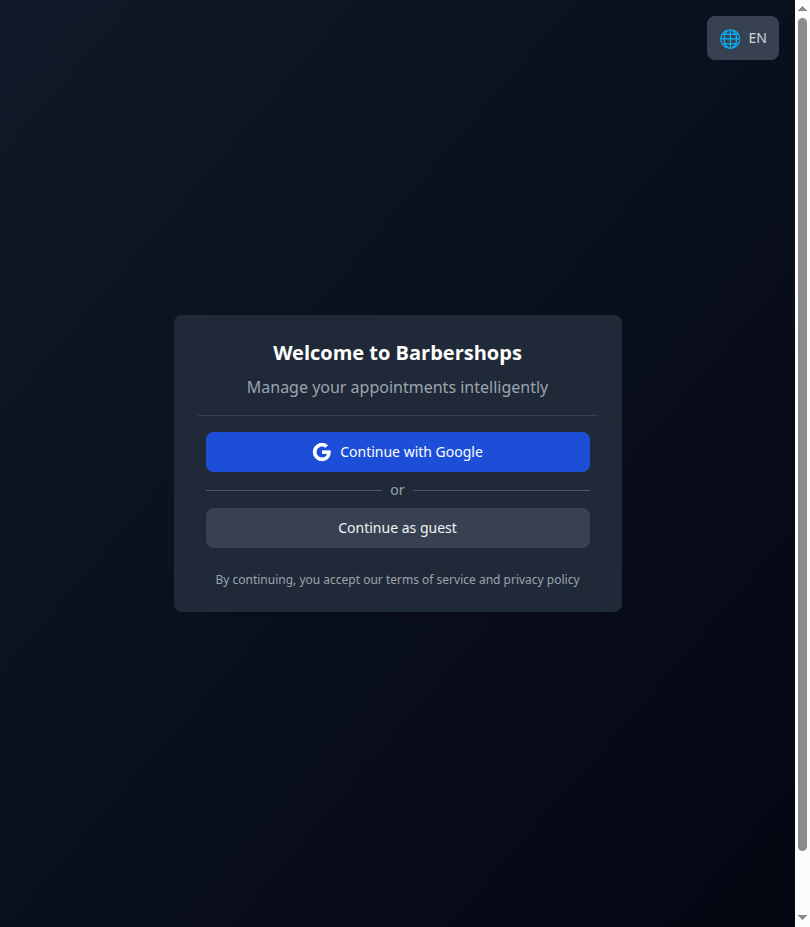 EN
Welcome to Barbershops
Manage your appointments intelligently
Continue with Google
or
Continue as guest
By continuing, you accept our terms of service and privacy policy